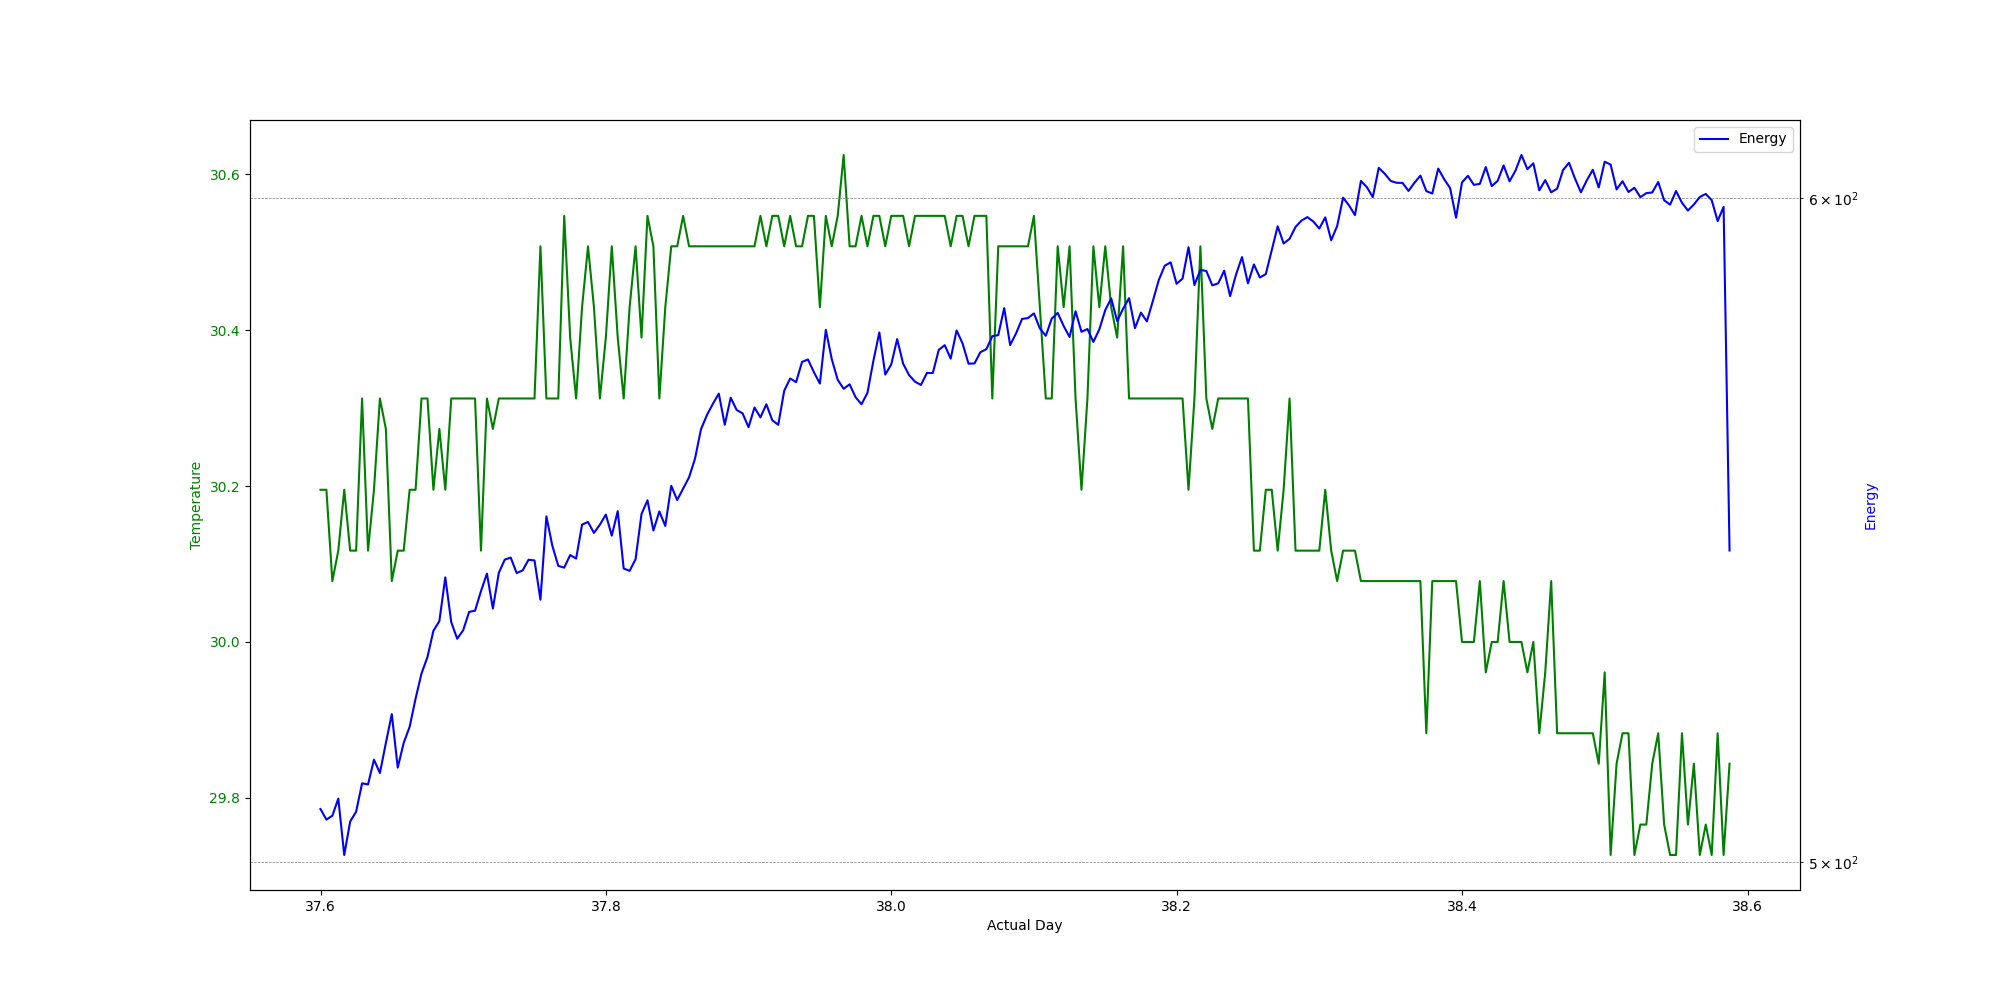 Energy
30.6
30.4
30.2
30.0
29.8
Temperature
6 × 10²
5 × 10²
Energy
37.6 37.8 38.0 38.2 38.4 38.6
Actual Day